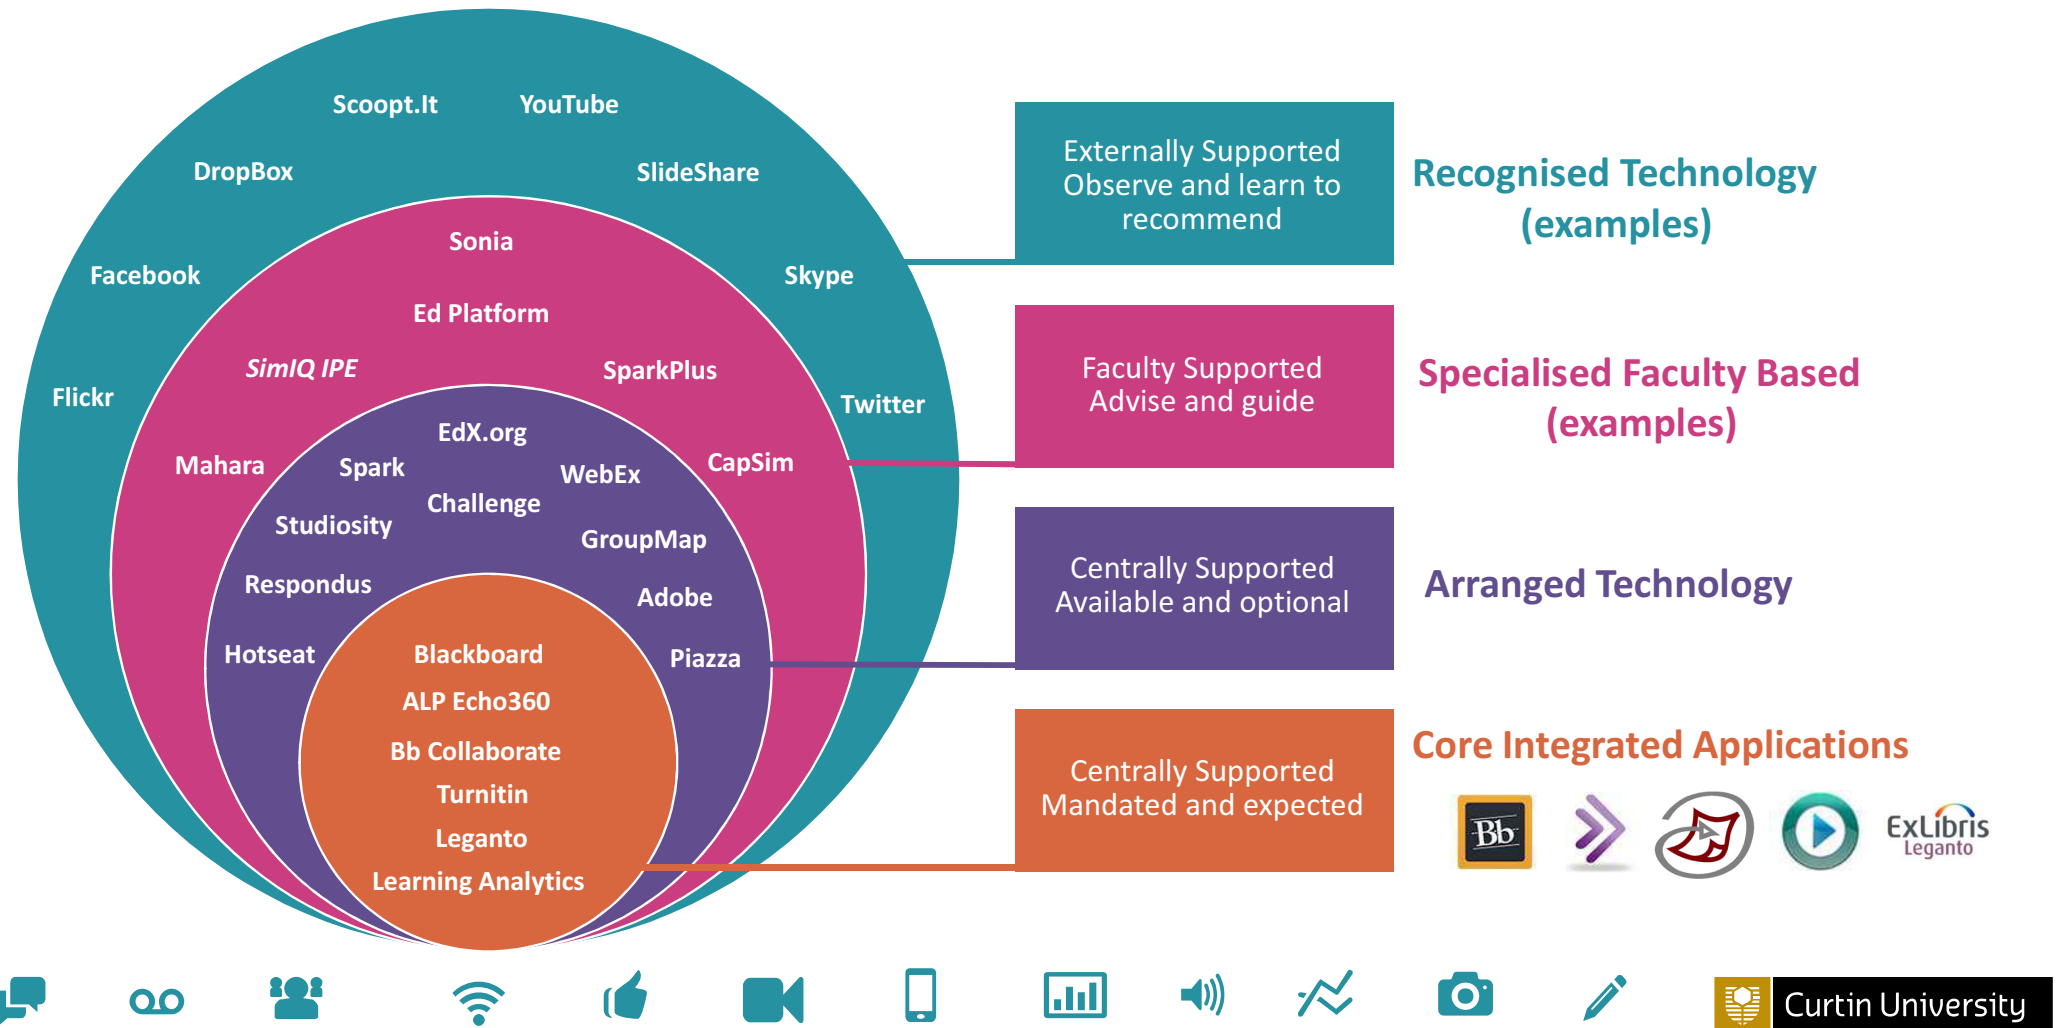 Scoopt.It
YouTube
DropBox
SlideShare
Facebook
Skype
Flickr
Twitter
Sonia
Ed Platform
SimIQ IPE
SparkPlus
Mahara
CapSim
EdX.org
Spark
WebEx
Challenge
Studiosity
GroupMap
Respondus
Adobe
Hotseat
Piazza
Blackboard
ALP Echo360
Bb Collaborate
Turnitin
Leganto
Learning Analytics
Externally Supported
Observe and learn to
recommend
Recognised Technology
(examples)
Faculty Supported
Advise and guide
Specialised Faculty Based
(examples)
Centrally Supported
Available and optional
Arranged Technology
Centrally Supported
Mandated and expected
Core Integrated Applications
Bb
ExLibris
Leganto
Curtin University